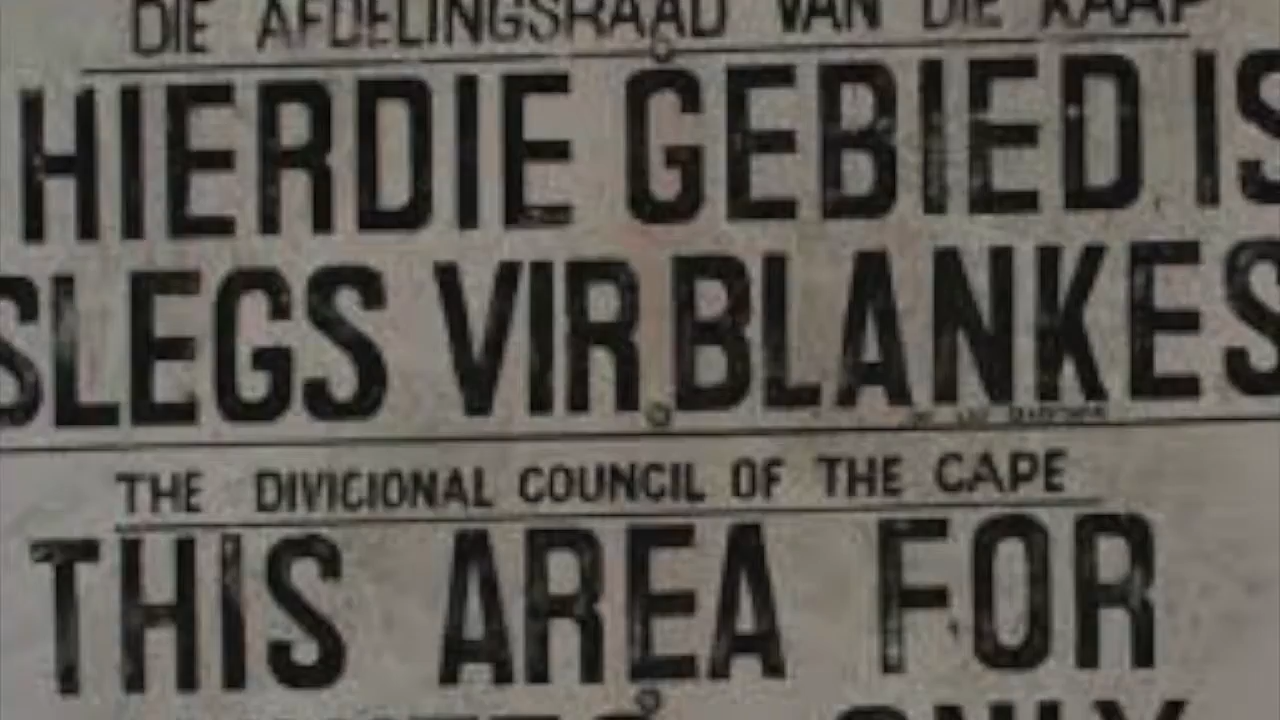 DIE AFDELINGSRAAD VAN DIE KAAP
HIERDIE GEBIED IS
SLEGS VIR BLANKES
THE DIVICIONAL COUNCIL OF THE CAPE
THIS AREA FOR
ONLY